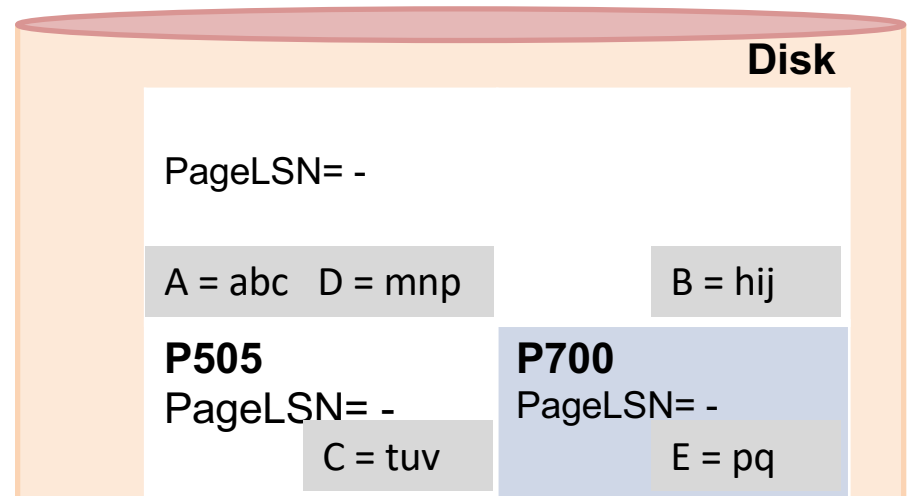 Disk
PageLSN= -
A = abc D = mnp
B = hij
P505
PageLSN= -
C = tuv
P700
PageLSN= -
E = pq